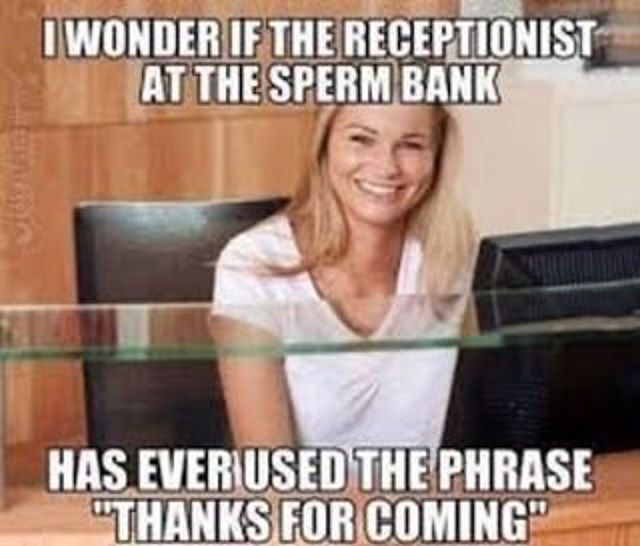 I WONDER IF THE RECEPTIONIST
AT THE SPERM BANK
HAS EVER USED THE PHRASE
"THANKS FOR COMING"